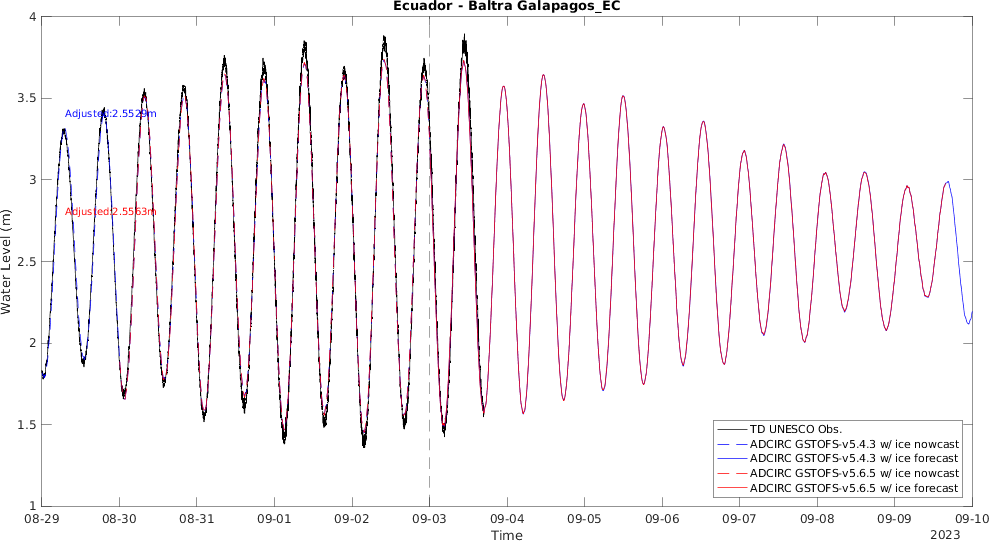 Ecuador - Baltra Galapagos_EC
4
3.5
3
2.5
2
1.5
1
Water Level (m)
Adjusted:2.5529m
Adjusted:2.5563m
TD UNESCO Obs.
ADCIRC GSTOFS-v5.4.3 w/ ice nowcast
ADCIRC GSTOFS-v5.4.3 w/ ice forecast
ADCIRC GSTOFS-v5.6.5 w/ ice nowcast
ADCIRC GSTOFS-v5.6.5 w/ ice forecast
08-29 08-30 08-31 09-01 09-02 09-03 09-04 09-05 09-06 09-07 09-08 09-09 09-10
Time
2023